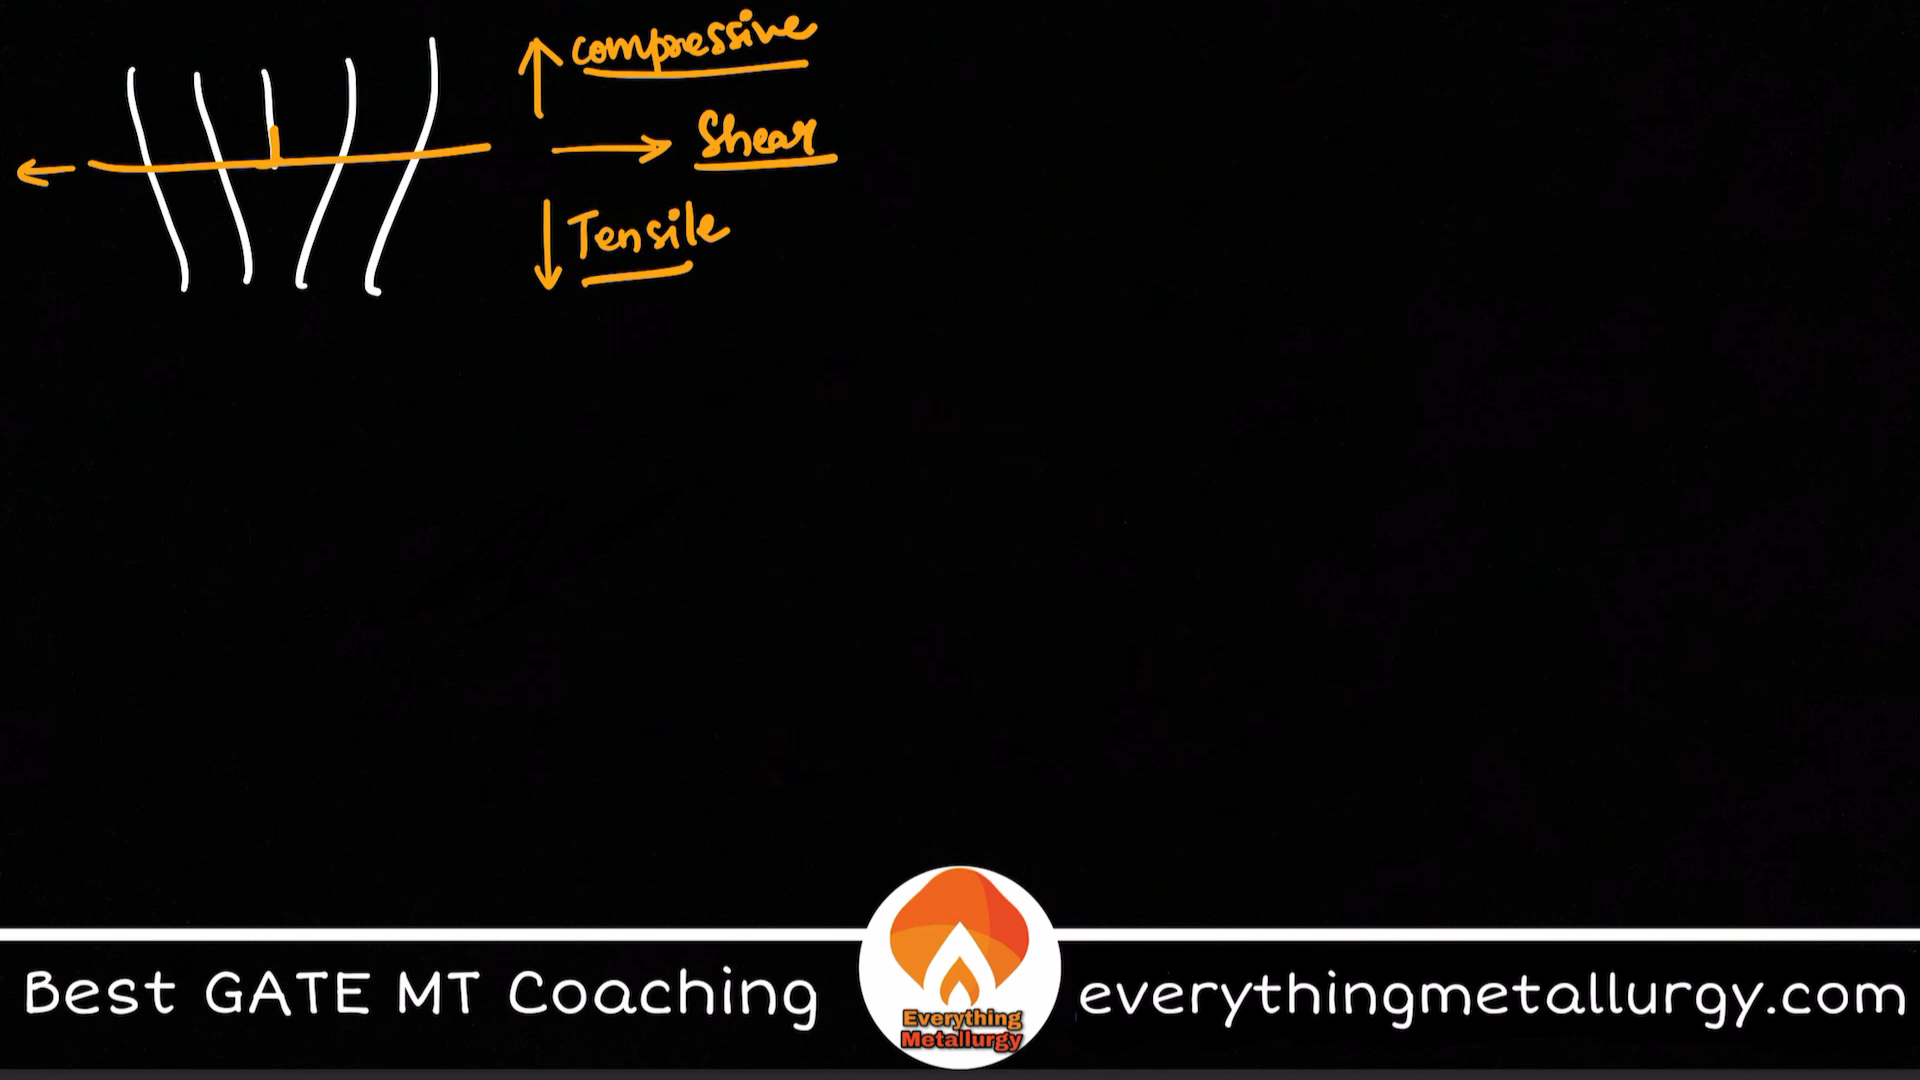 compressive
Shear
Tensile
Best GATE MT Coaching
Everything
Metallurgy
everythingmetallurgy.com